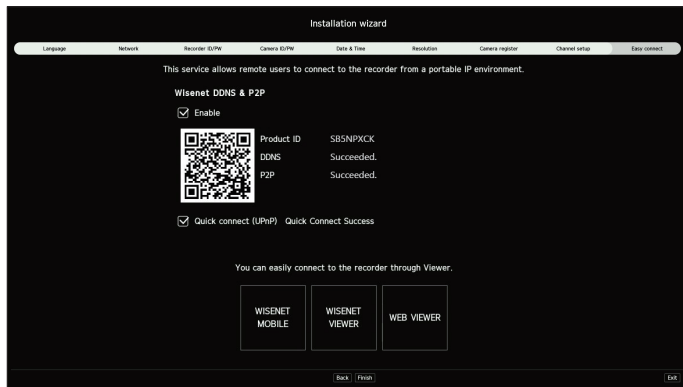 Installation wizard
Language Network Recorder ID/PW Camera ID/PW Date & Time Resolution Camera register Channel setup Easy connect
This service allows remote users to connect to the recorder from a portable IP environment.
Wisenet DDNS & P2P
Enable
Product ID SB5NPXCK
DDNS Succeeded.
P2P Succeeded.
Quick connect (UPnP) Quick Connect Success
You can easily connect to the recorder through Viewer.
WISENET MOBILE
WISENET VIEWER
WEB VIEWER
Back Finish Exit